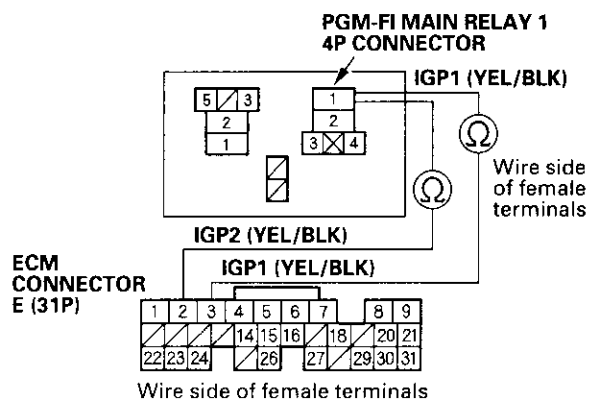 PGM-FI MAIN RELAY 1
4P CONNECTOR
IGP1 (YEL/BLK)
5 3
2
1
1
2
3 4
Ω
Ω
Wire side
of female
terminals
IGP2 (YEL/BLK)
IGP1 (YEL/BLK)
ECM
CONNECTOR
E (31P)
1 2 3 4 5 6 7 8 9
14 15 16 18 20 21
22 23 24 26 27 29 30 31
Wire side of female terminals